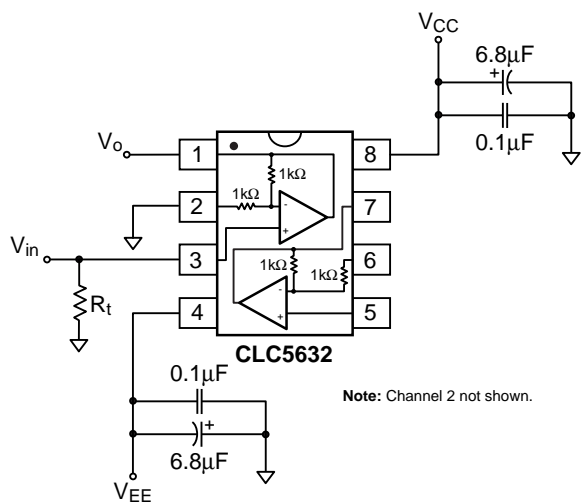 VCC
6.8µF
+
0.1µF
Vo
1
8
1kΩ
2
1kΩ
-
+
7
Vin
3
6
1kΩ
1kΩ
Rt
4
-
+
5
CLC5632
0.1µF
Note: Channel 2 not shown.
+
6.8µF
VEE